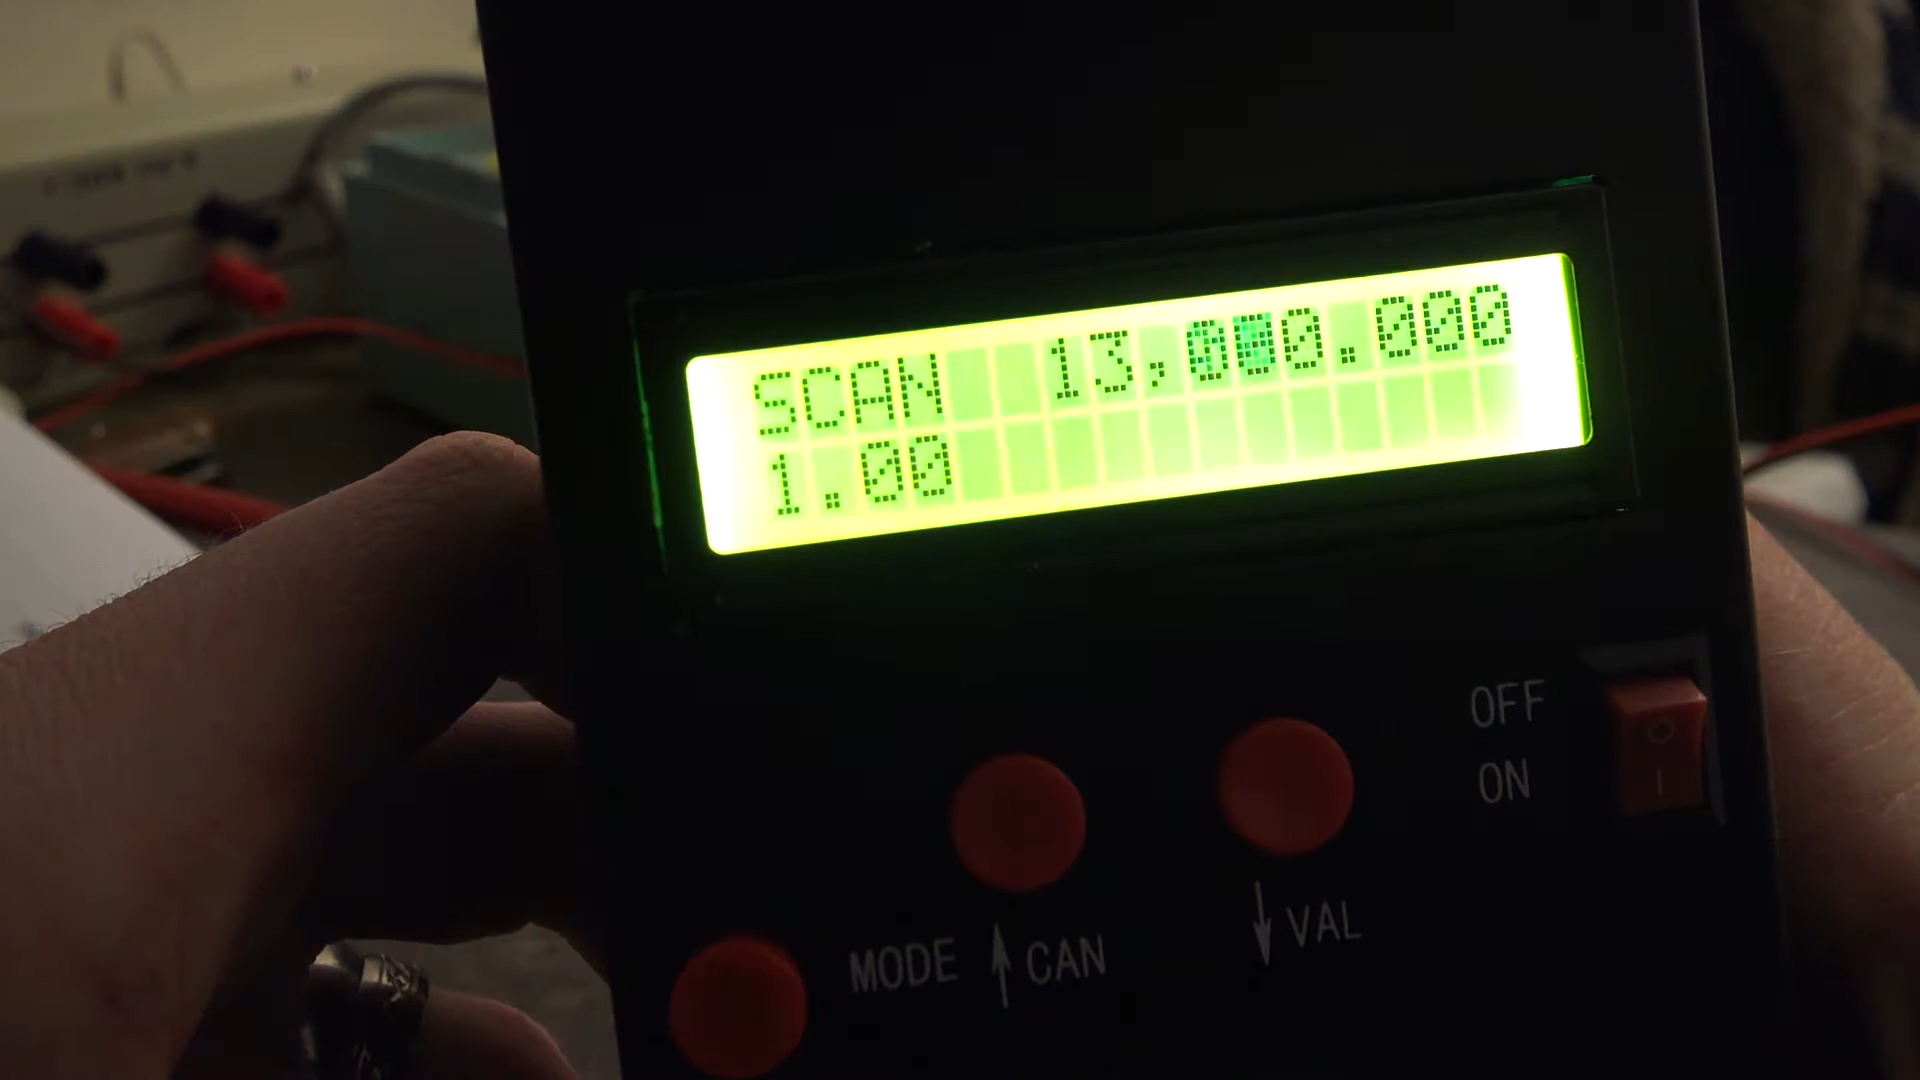 SCAN 13,000.000
1.00
OFF
ON
MODE ↑ CAN ↓ VAL